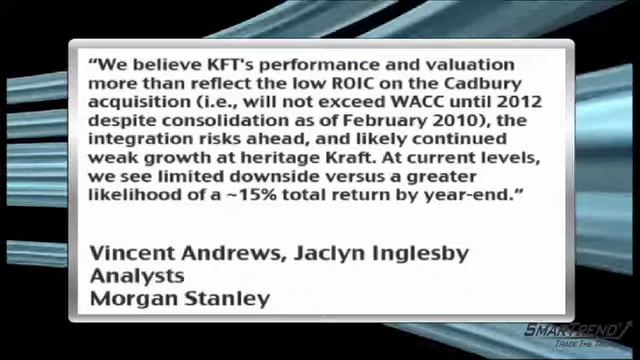 “We believe KFT's performance and valuation
more than reflect the low ROIC on the Cadbury
acquisition (i.e., will not exceed WACC until 2012
despite consolidation as of February 2010), the
integration risks ahead, and likely continued
weak growth at heritage Kraft. At current levels,
we see limited downside versus a greater
likelihood of a ~15% total return by year-end.”
Vincent Andrews, Jaclyn Inglesby
Analysts
Morgan Stanley
SMARTREND
TRADE THE